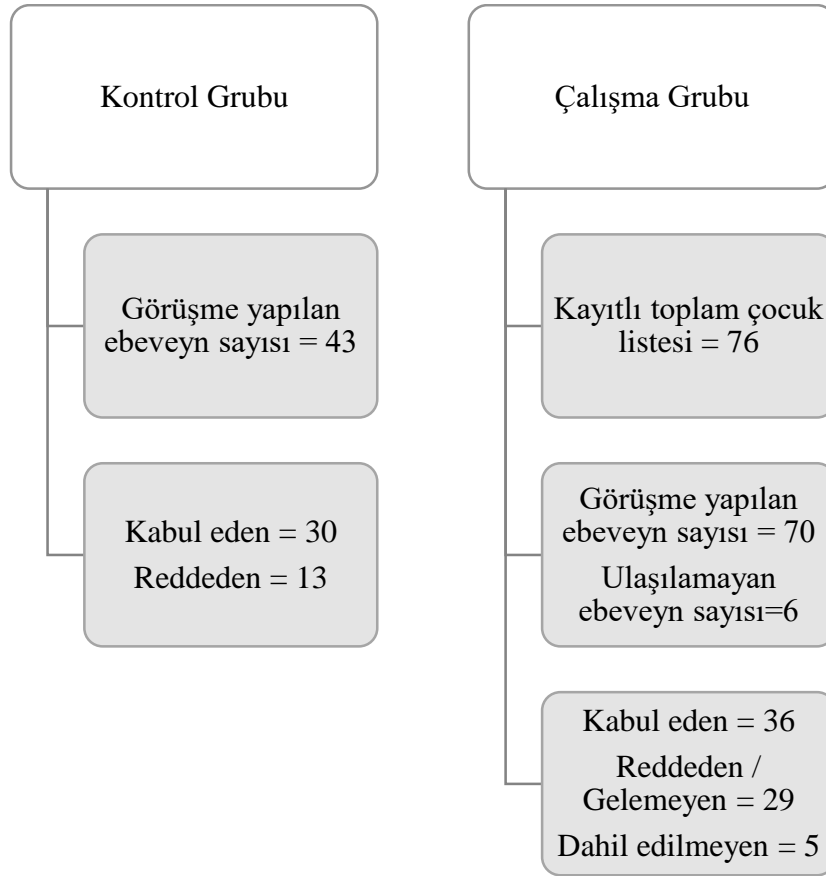 Kontrol Grubu
Görüşme yapılan
ebeveyn sayısı = 43
Kabul eden = 30
Reddeden = 13
Çalışma Grubu
Kayıtlı toplam çocuk
listesi = 76
Görüşme yapılan
ebeveyn sayısı = 70
Ulaşılamayan
ebeveyn sayısı=6
Kabul eden = 36
Reddeden /
Gelemeyen = 29
Dahil edilmeyen = 5